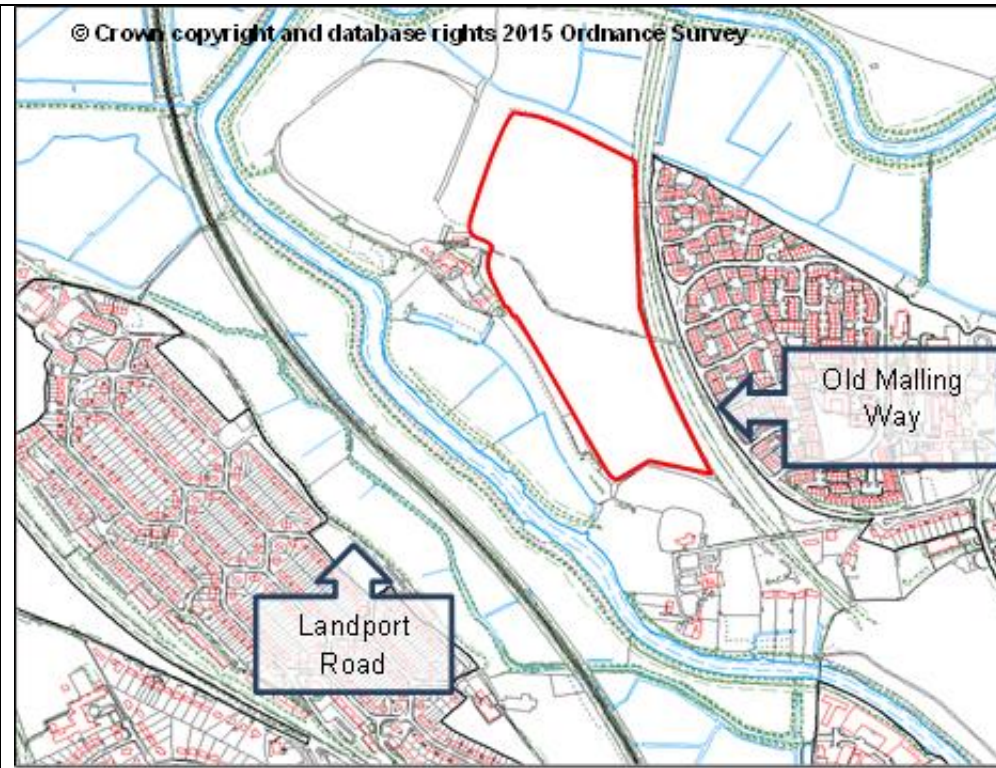 © Crown copyright and database rights 2015 Ordnance Survey
Old Malling
Way
Landport
Road